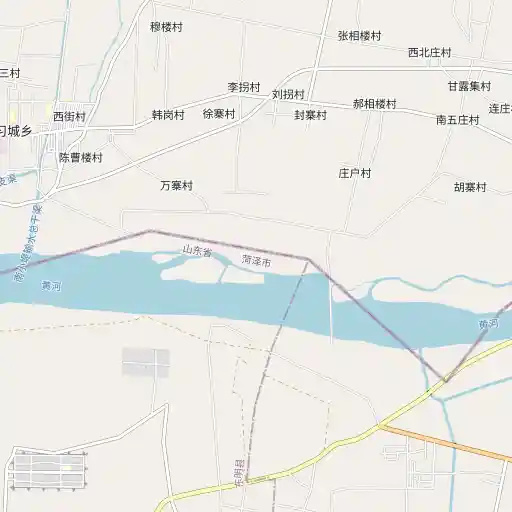 穆楼村
张相楼村
西北庄村
三村
李拐村
刘拐村
甘露集村
郝相楼村
连庄
西街村
韩岗村
徐寨村
封寨村
南五庄村
习城乡
陈曹楼村
支渠
庄户村
万寨村
胡寨村
山东省
菏泽市
黄河
黄河
东明县